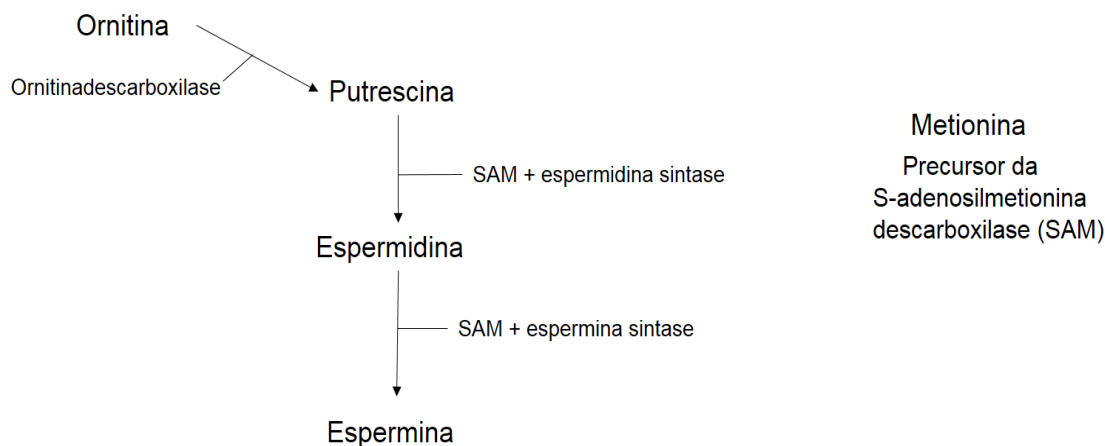 Ornitina
Ornitinadescarboxilase
Putrescina
SAM + espermidina sintase
Espermidina
SAM + espermina sintase
Espermina
Metionina
Precursor da
S-adenosilmetionina
descarboxilase (SAM)